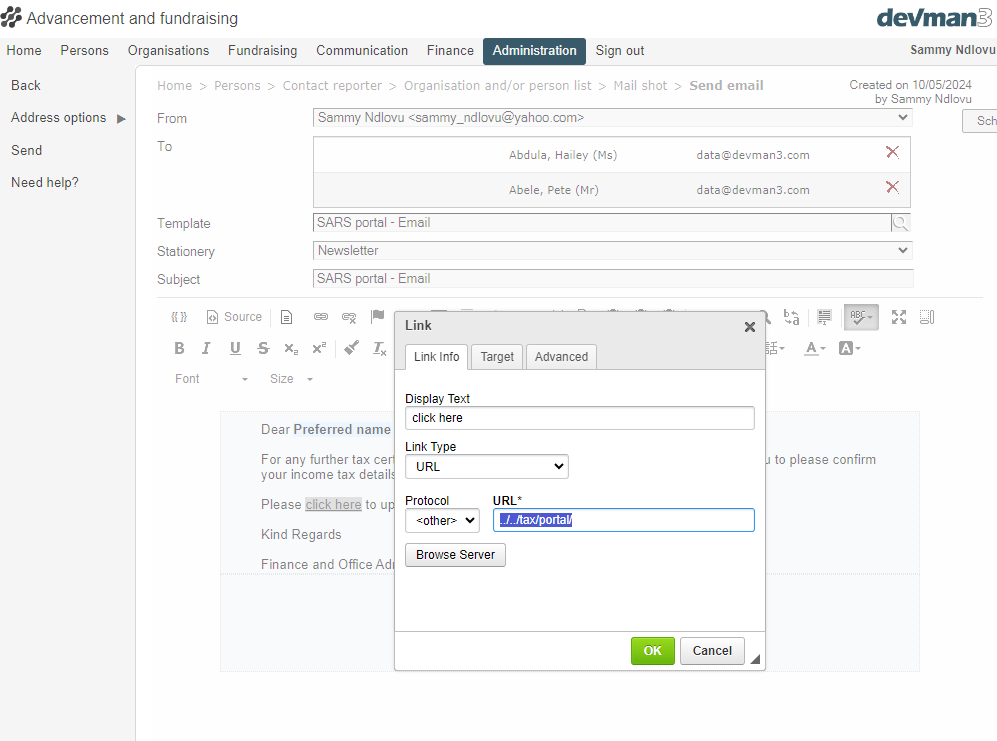 Advancement and fundraising
devman3
Home Persons Organisations Fundraising Communication Finance Administration Sign out Sammy Ndlovu
Back
Address options
Send
Need help?
Home > Persons > Contact reporter > Organisation and/or person list > Mail shot > Send email
Created on 10/05/2024
by Sammy Ndlovu
From Sammy Ndlovu <sammy_ndlovu@yahoo.com>
Sch
To
Abdula, Hailey (Ms) data@devman3.com
Abele, Pete (Mr) data@devman3.com
Template SARS portal - Email
Stationery Newsletter
Subject SARS portal - Email
Source
B I U S x₂ x² Tx
Font Size
Dear Preferred name
For any further tax cert
u to please confirm
your income tax details
Please click here to up
Kind Regards
Finance and Office Adr
Link
Link Info Target Advanced
Display Text
click here
Link Type
URL
Protocol URL*
<other> ../../tax/portal/
Browse Server
OK Cancel